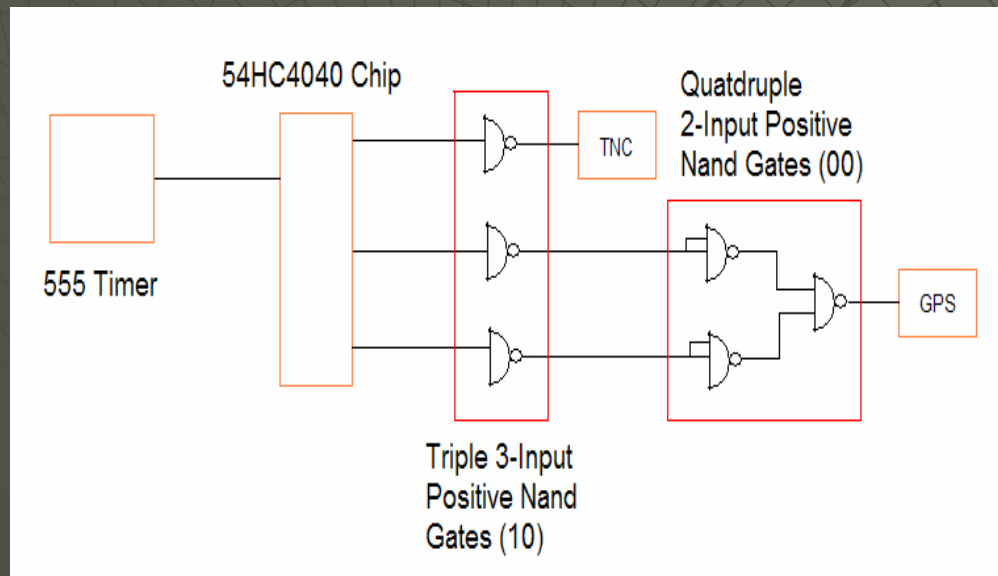 54HC4040 Chip
Quatdruple
2-Input Positive
Nand Gates (00)
TNC
555 Timer
GPS
Triple 3-Input
Positive Nand
Gates (10)